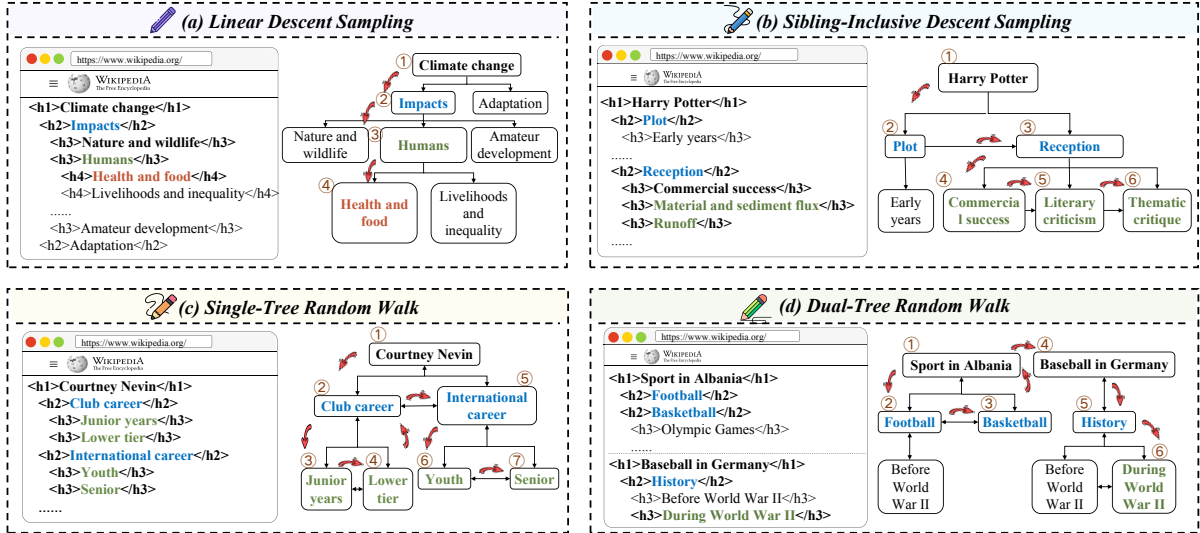 (a) Linear Descent Sampling
https://www.wikipedia.org/
WIKIPEDIA
The Free Encyclopedia
<h1>Climate change</h1>
<h2>Impacts</h2>
<h3>Nature and wildlife</h3>
<h3>Humans</h3>
<h4>Health and food</h4>
<h4>Livelihoods and inequality</h4>
......
<h3>Amateur development</h3>
<h2>Adaptation</h2>
①
Climate change
②
Impacts
Adaptation
Nature and
wildlife
③
Humans
Amateur
development
④
Health and
food
Livelihoods
and
inequality
(b) Sibling-Inclusive Descent Sampling
https://www.wikipedia.org/
WIKIPEDIA
The Free Encyclopedia
<h1>Harry Potter</h1>
<h2>Plot</h2>
<h3>Early years</h3>
......
<h2>Reception</h2>
<h3>Commercial success</h3>
<h3>Material and sediment flux</h3>
<h3>Runoff</h3>
......
①
Harry Potter
②
Plot
③
Reception
Early
years
④
Commercia
l success
⑤
Literary
criticism
⑥
Thematic
critique
(c) Single-Tree Random Walk
https://www.wikipedia.org/
WIKIPEDIA
The Free Encyclopedia
<h1>Courtney Nevin</h1>
<h2>Club career</h2>
<h3>Junior years</h3>
<h3>Lower tier</h3>
<h2>International career</h2>
<h3>Youth</h3>
<h3>Senior</h3>
......
①
Courtney Nevin
②
Club career
⑤
International
career
③
Junior
years
④
Lower
tier
⑥
Youth
⑦
Senior
(d) Dual-Tree Random Walk
https://www.wikipedia.org/
WIKIPEDIA
The Free Encyclopedia
<h1>Sport in Albania</h1>
<h2>Football</h2>
<h2>Basketball</h2>
<h3>Olympic Games</h3>
......
<h1>Baseball in Germany</h1>
<h2>History</h2>
<h3>Before World War II</h3>
<h3>During World War II</h3>
①
Sport in Albania
④
Baseball in Germany
②
Football
③
Basketball
⑤
History
Before
World
War II
Before
World
War II
⑥
During
World
War II